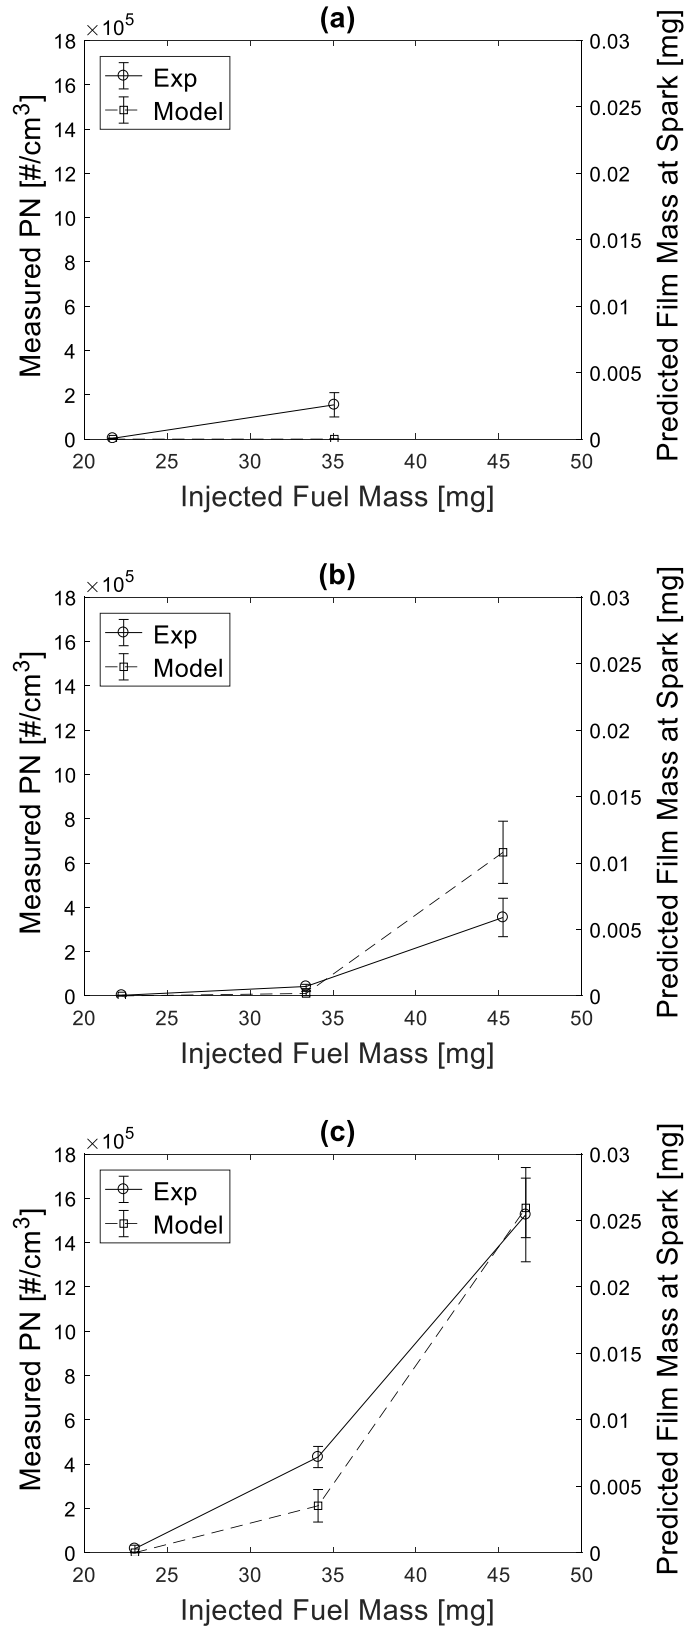 (a)
×10⁵
18
16
14
12
10
8
6
4
2
0
Measured PN [#/cm³]
Exp
Model
0.03
0.025
0.02
0.015
0.01
0.005
0
Predicted Film Mass at Spark [mg]
20 25 30 35 40 45 50
Injected Fuel Mass [mg]
(b)
×10⁵
18
16
14
12
10
8
6
4
2
0
Measured PN [#/cm³]
Exp
Model
0.03
0.025
0.02
0.015
0.01
0.005
0
Predicted Film Mass at Spark [mg]
20 25 30 35 40 45 50
Injected Fuel Mass [mg]
(c)
×10⁵
18
16
14
12
10
8
6
4
2
0
Measured PN [#/cm³]
Exp
Model
0.03
0.025
0.02
0.015
0.01
0.005
0
Predicted Film Mass at Spark [mg]
20 25 30 35 40 45 50
Injected Fuel Mass [mg]